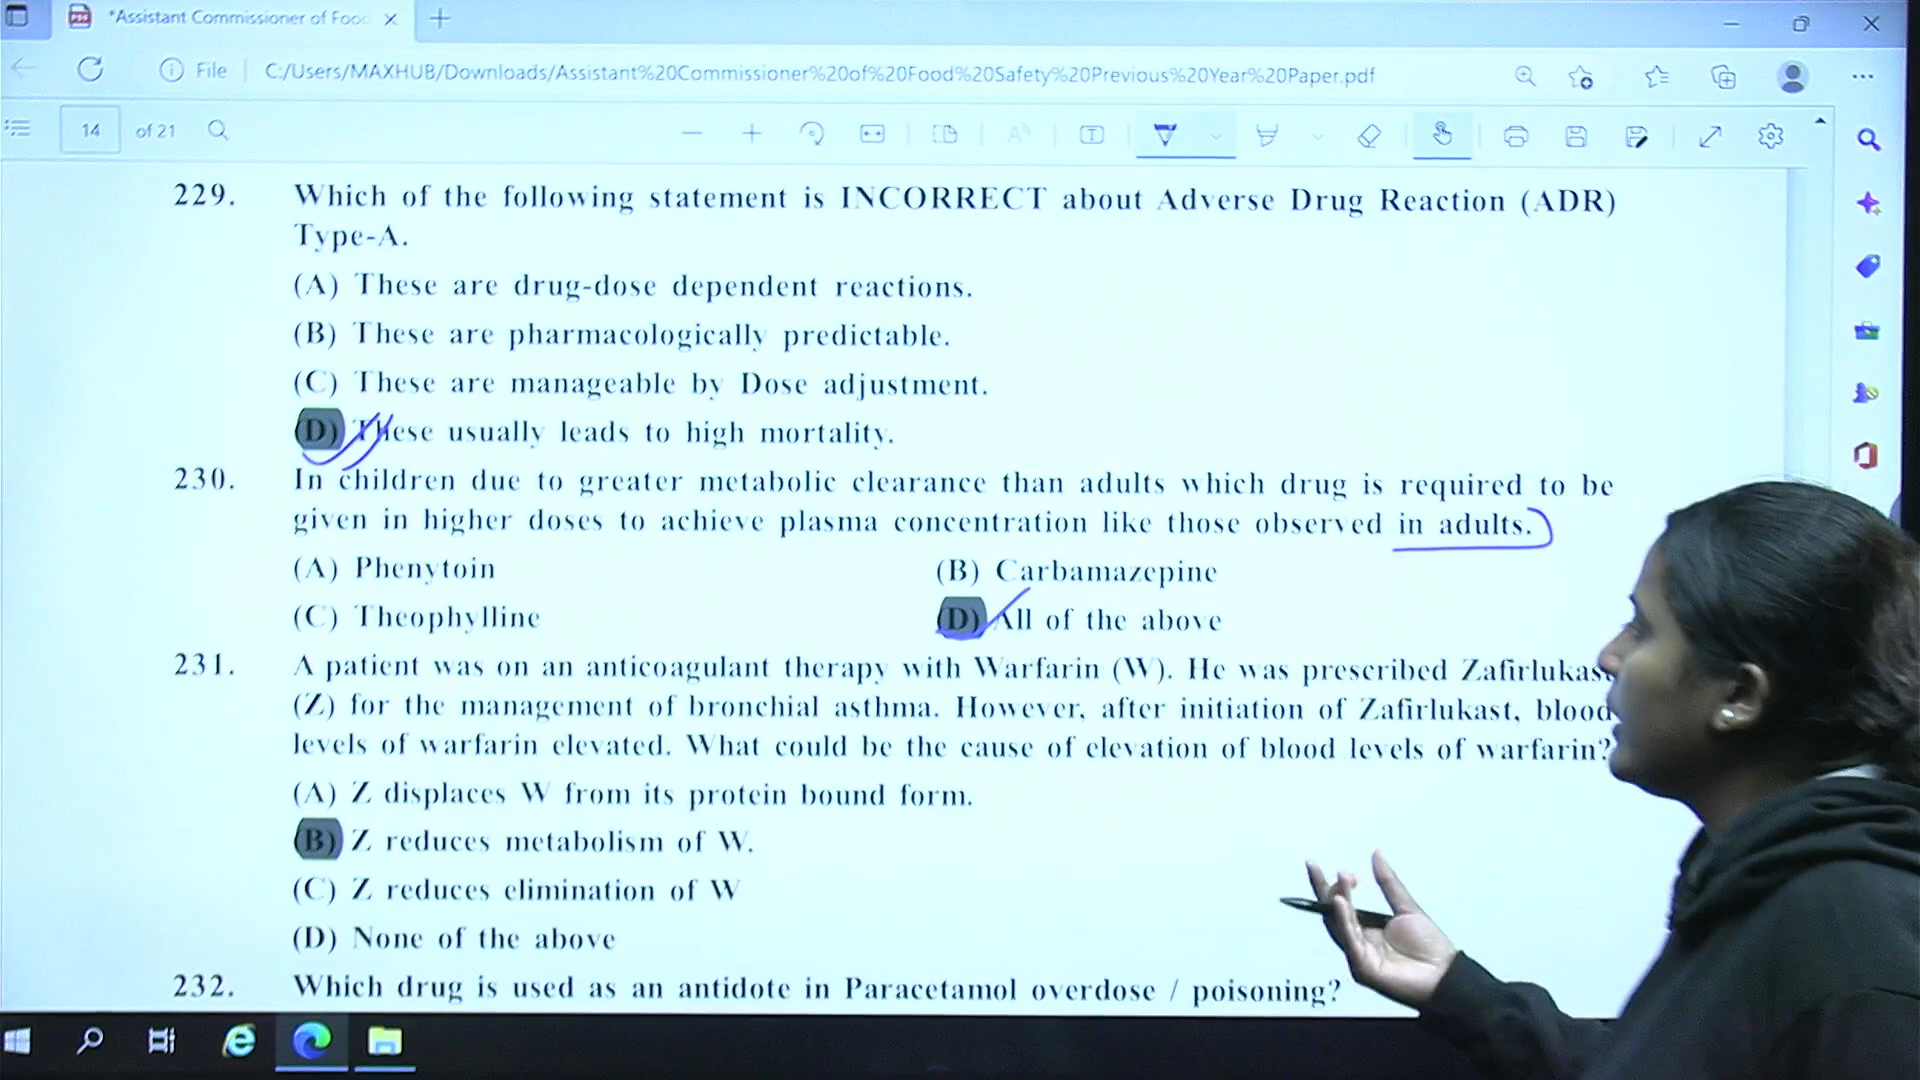 *Assistant Commissioner of Food
File
C:/Users/MAXHUB/Downloads/Assistant%20Commissioner%20of%20Food%20Safety%20Previous%20Year%20Paper.pdf
14 of 21
229. Which of the following statement is INCORRECT about Adverse Drug Reaction (ADR)
Type-A.
(A) These are drug-dose dependent reactions.
(B) These are pharmacologically predictable.
(C) These are manageable by Dose adjustment.
(D) These usually leads to high mortality.
230. In children due to greater metabolic clearance than adults which drug is required to be
given in higher doses to achieve plasma concentration like those observed in adults.
(A) Phenytoin (B) Carbamazepine
(C) Theophylline (D) All of the above
231. A patient was on an anticoagulant therapy with Warfarin (W). He was prescribed Zafirlukast
(Z) for the management of bronchial asthma. However, after initiation of Zafirlukast, blood
levels of warfarin elevated. What could be the cause of elevation of blood levels of warfarin?
(A) Z displaces W from its protein bound form.
(B) Z reduces metabolism of W.
(C) Z reduces elimination of W
(D) None of the above
232. Which drug is used as an antidote in Paracetamol overdose / poisoning?